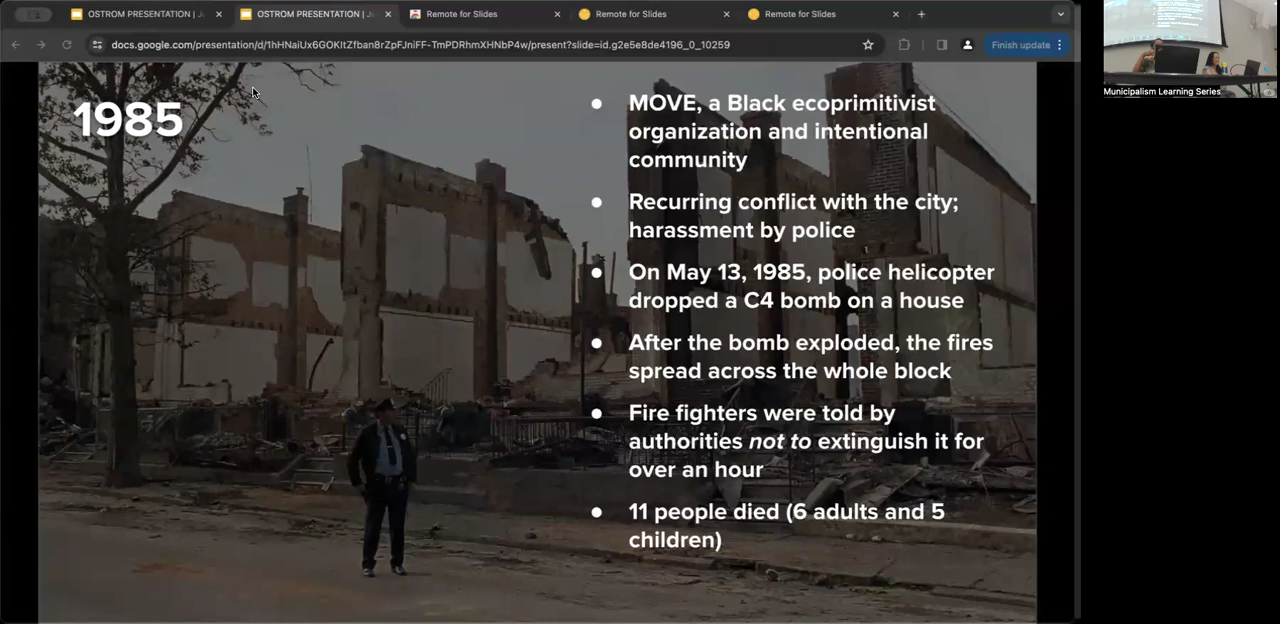 OSTROM PRESENTATION | J
OSTROM PRESENTATION | J
Remote for Slides
Remote for Slides
Remote for Slides
docs.google.com/presentation/d/1hHNaiUx6GOKItZfban8rZpFJniFF-TmPDRhmXHNbP4w/present?slide=id.g2e5e8de4196_0_10259
Finish update
Municipalism Learning Series
1985
MOVE, a Black ecoprimitivist
organization and intentional
community
Recurring conflict with the city;
harassment by police
On May 13, 1985, police helicopter
dropped a C4 bomb on a house
After the bomb exploded, the fires
spread across the whole block
Fire fighters were told by
authorities not to extinguish it for
over an hour
11 people died (6 adults and 5
children)